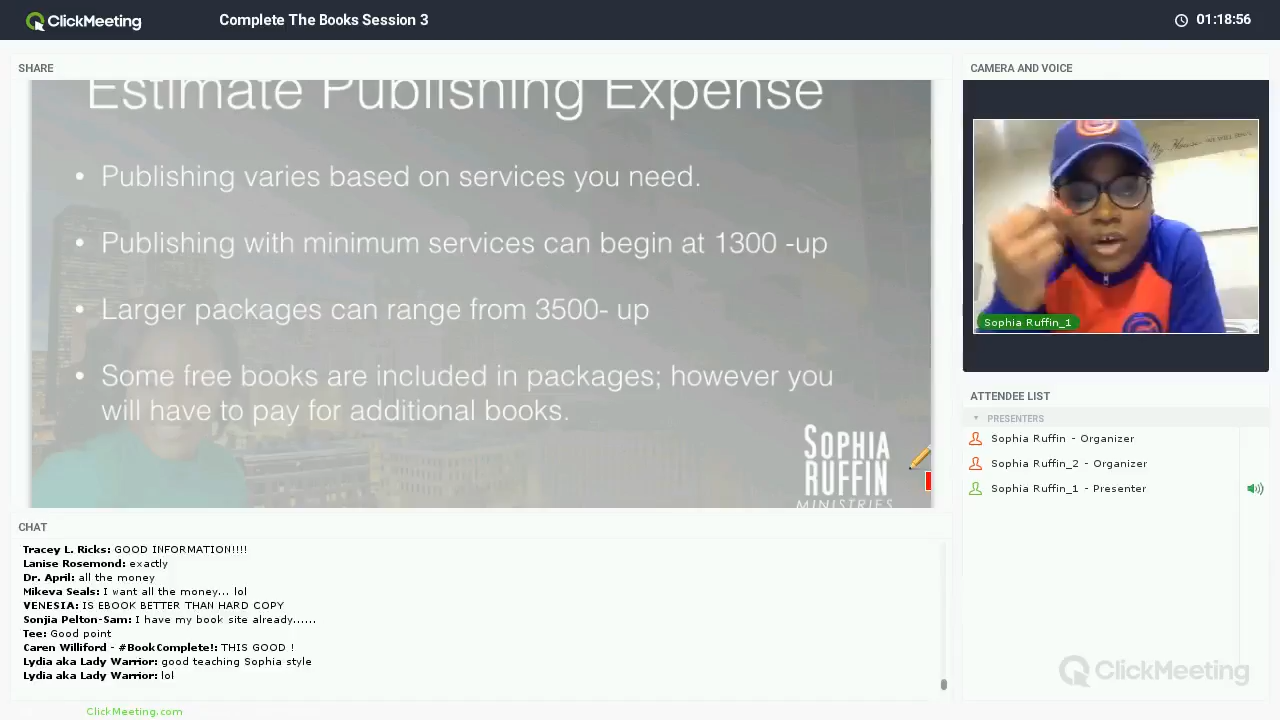 ClickMeeting
Complete The Books Session 3
01:18:56
SHARE
Estimate Publishing Expense
• Publishing varies based on services you need.
• Publishing with minimum services can begin at 1300 -up
• Larger packages can range from 3500- up
• Some free books are included in packages; however you
will have to pay for additional books.
SOPHIA
RUFFIN
MINISTRIES
CAMERA AND VOICE
Sophia Ruffin_1
ATTENDEE LIST
PRESENTERS
Sophia Ruffin - Organizer
Sophia Ruffin_2 - Organizer
Sophia Ruffin_1 - Presenter
CHAT
Tracey L. Ricks: GOOD INFORMATION!!!!
Lanise Rosemond: exactly
Dr. April: all the money
Mikeva Seals: I want all the money... lol
VENESIA: IS EBOOK BETTER THAN HARD COPY
Sonjia Pelton-Sam: I have my book site already......
Tee: Good point
Caren Williford - #BookComplete!: THIS GOOD !
Lydia aka Lady Warrior: good teaching Sophia style
Lydia aka Lady Warrior: lol
ClickMeeting
ClickMeeting.com